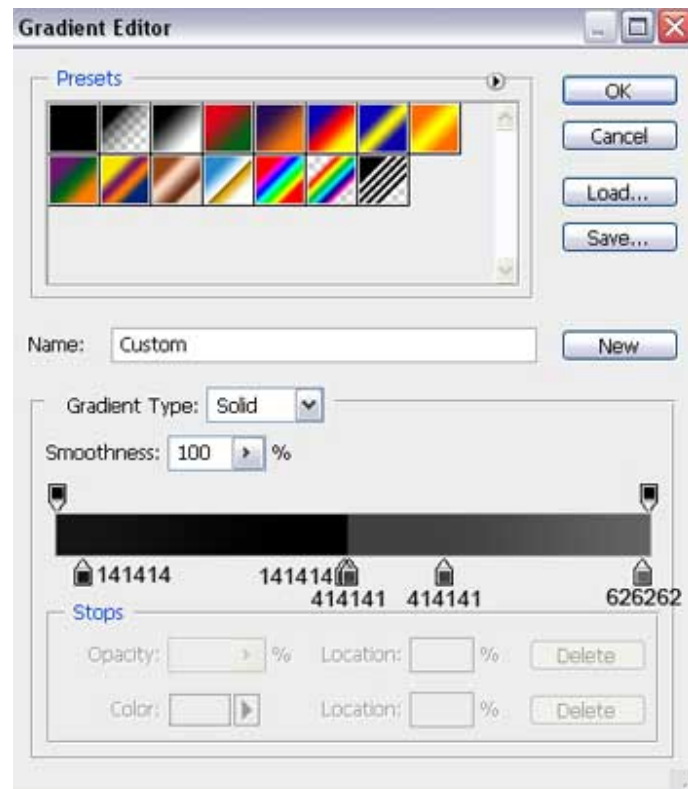 Gradient Editor
Presets
OK
Cancel
Load...
Save...
Name: Custom
New
Gradient Type: Solid
Smoothness: 100 %
141414 141414
414141 414141 626262
Stops
Opacity: % Location: % Delete
Color: Location: % Delete